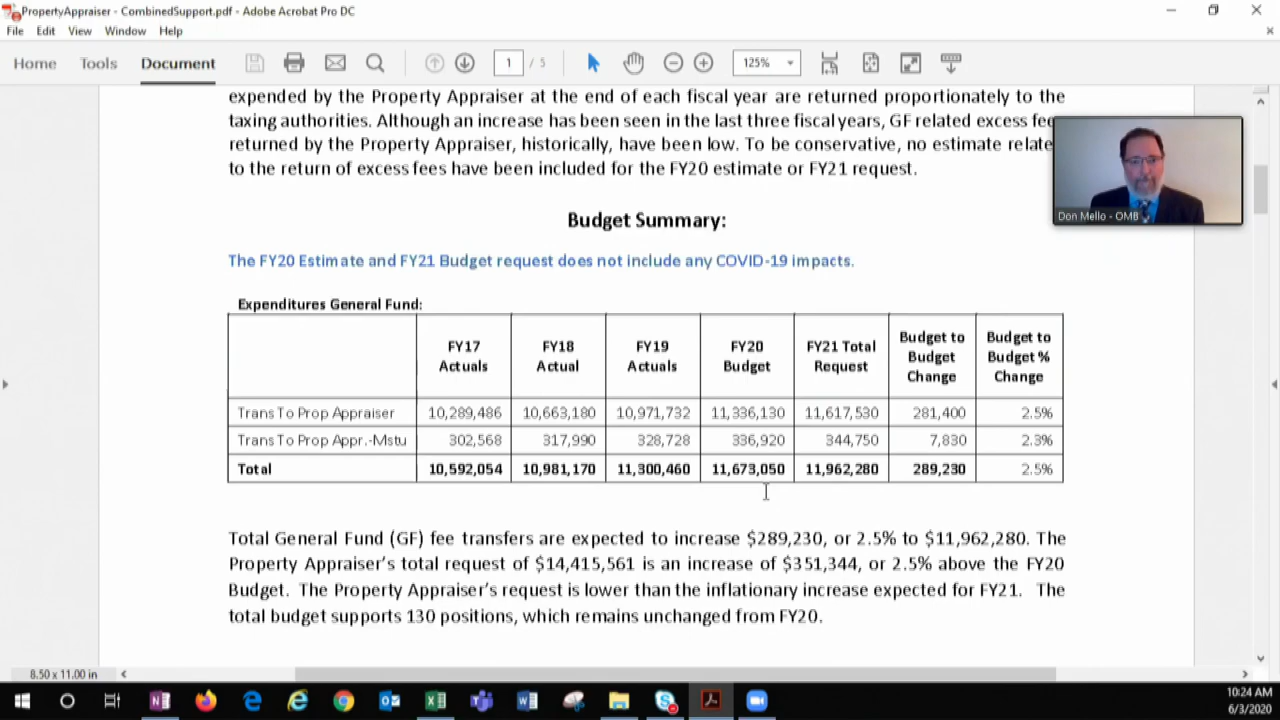 PropertyAppraiser - CombinedSupport.pdf - Adobe Acrobat Pro DC
File Edit View Window Help
Home Tools Document 1 / 5 125%
expended by the Property Appraiser at the end of each fiscal year are returned proportionately to the
taxing authorities. Although an increase has been seen in the last three fiscal years, GF related excess fe
returned by the Property Appraiser, historically, have been low. To be conservative, no estimate relate
to the return of excess fees have been included for the FY20 estimate or FY21 request.
Don Mello - OMB
Budget Summary:
The FY20 Estimate and FY21 Budget request does not include any COVID-19 impacts.
Expenditures General Fund:
FY17 Actuals FY18 Actual FY19 Actuals FY20 Budget FY21 Total Request Budget to Budget Change Budget to Budget % Change
Trans To Prop Appraiser 10,289,486 10,663,180 10,971,732 11,336,130 11,617,530 281,400 2.5%
Trans To Prop Appr.-Mstu 302,568 317,990 328,728 336,920 344,750 7,830 2.3%
Total 10,592,054 10,981,170 11,300,460 11,673,050 11,962,280 289,230 2.5%
Total General Fund (GF) fee transfers are expected to increase $289,230, or 2.5% to $11,962,280. The
Property Appraiser's total request of $14,415,561 is an increase of $351,344, or 2.5% above the FY20
Budget. The Property Appraiser's request is lower than the inflationary increase expected for FY21. The
total budget supports 130 positions, which remains unchanged from FY20.
8.50 x 11.00 in
10:24 AM
6/3/2020